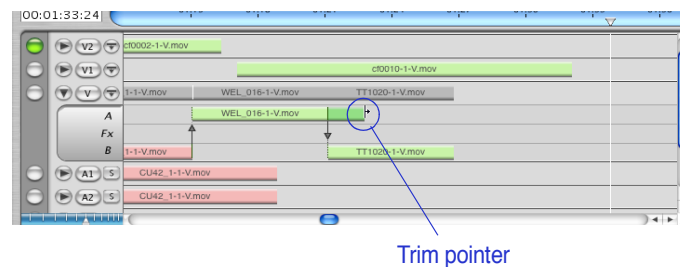 00:01:33:24
V2 cf0002-1-V.mov
V1 cf0010-1-V.mov
V 1-1-V.mov WEL_016-1-V.mov TT1020-1-V.mov
A WEL_016-1-V.mov
Fx
B 1-1-V.mov TT1020-1-V.mov
A1 S CU42_1-1-V.mov
A2 S CU42_1-1-V.mov
Trim pointer